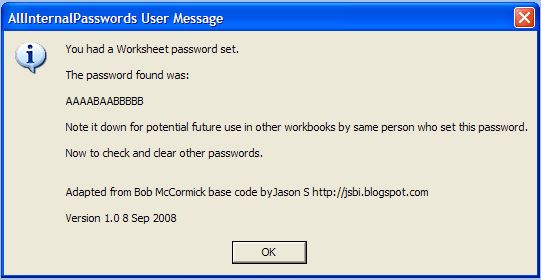 AllInternalPasswords User Message
You had a Worksheet password set.
The password found was:
AAAABAABBBBB
Note it down for potential future use in other workbooks by same person who set this password.
Now to check and clear other passwords.
Adapted from Bob McCormick base code byJason S http://jsbi.blogspot.com
Version 1.0 8 Sep 2008
OK